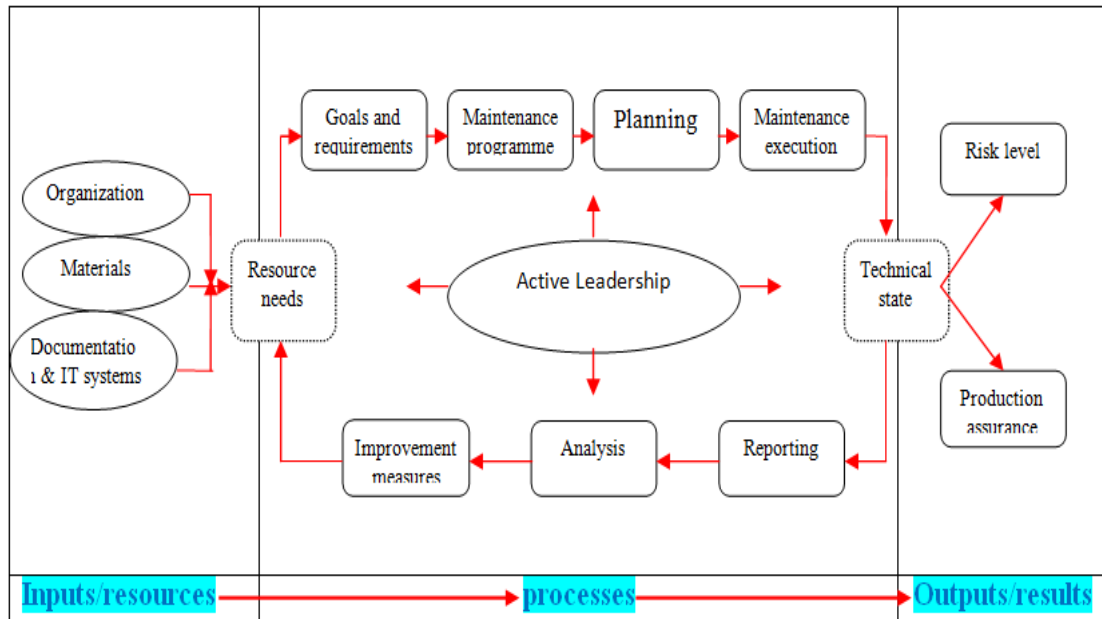 Goals and
requirements
Maintenance
programme
Planning
Maintenance
execution
Risk level
Organization
Materials
Documentatio
n & IT systems
Resource
needs
Active Leadership
Technical
state
Production
assurance
Improvement
measures
Analysis
Reporting
Inputs/resources
processes
Outputs/results